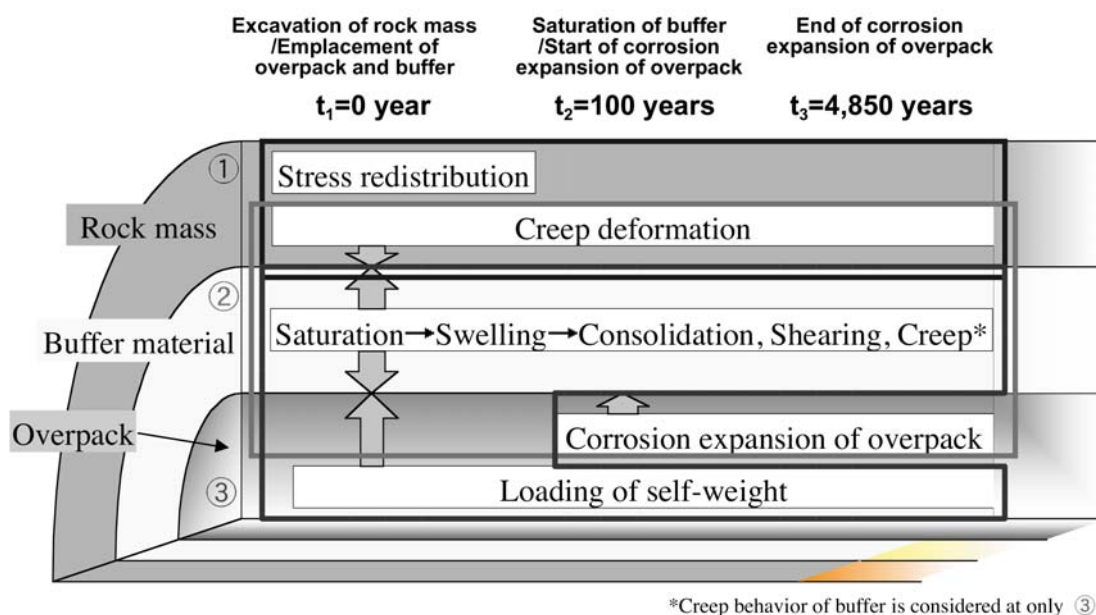 Excavation of rock mass
/Emplacement of
overpack and buffer
t₁=0 year
Saturation of buffer
/Start of corrosion
expansion of overpack
t₂=100 years
End of corrosion
expansion of overpack
t₃=4,850 years
①
Stress redistribution
Rock mass
Creep deformation
②
Buffer material
Saturation→Swelling→Consolidation, Shearing, Creep*
Overpack
Corrosion expansion of overpack
③
Loading of self-weight
*Creep behavior of buffer is considered at only ③